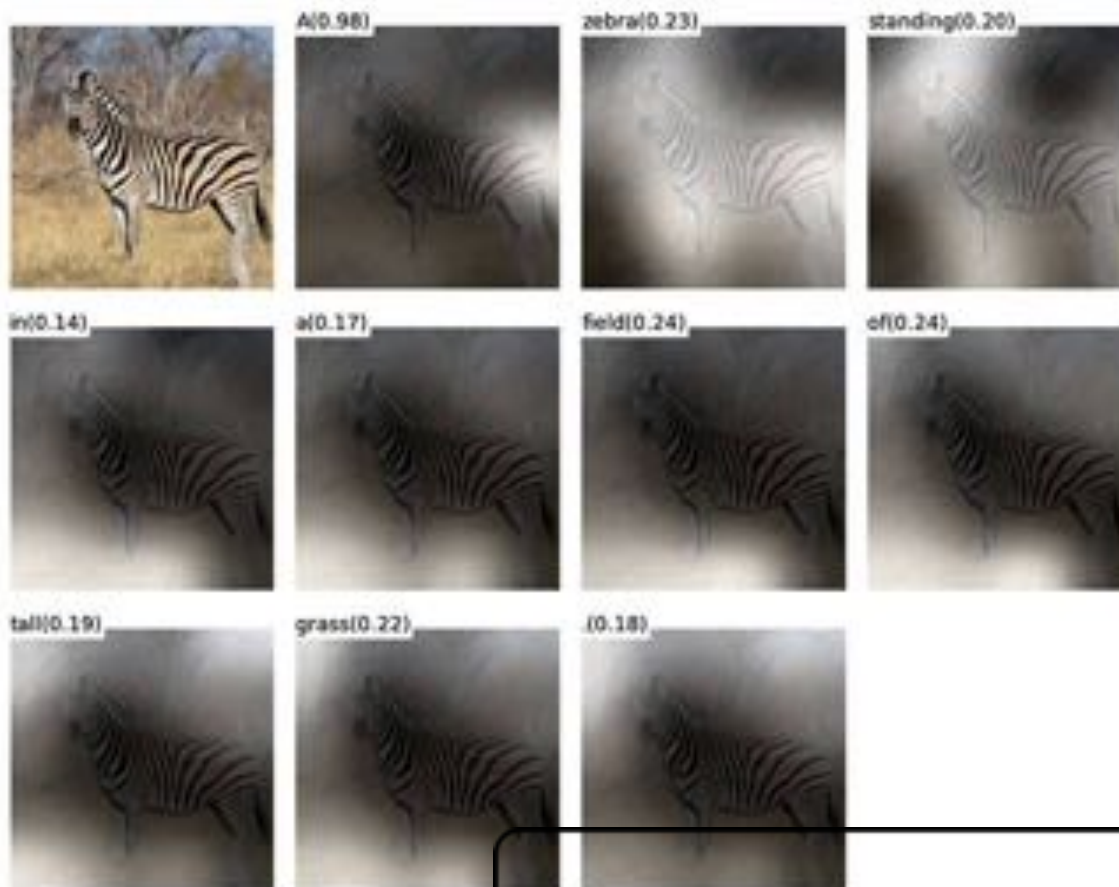 A(0.98) zebra(0.23) standing(0.20)
in(0.14) a(0.17) field(0.24) of(0.24)
tall(0.19) grass(0.22) .(0.18)